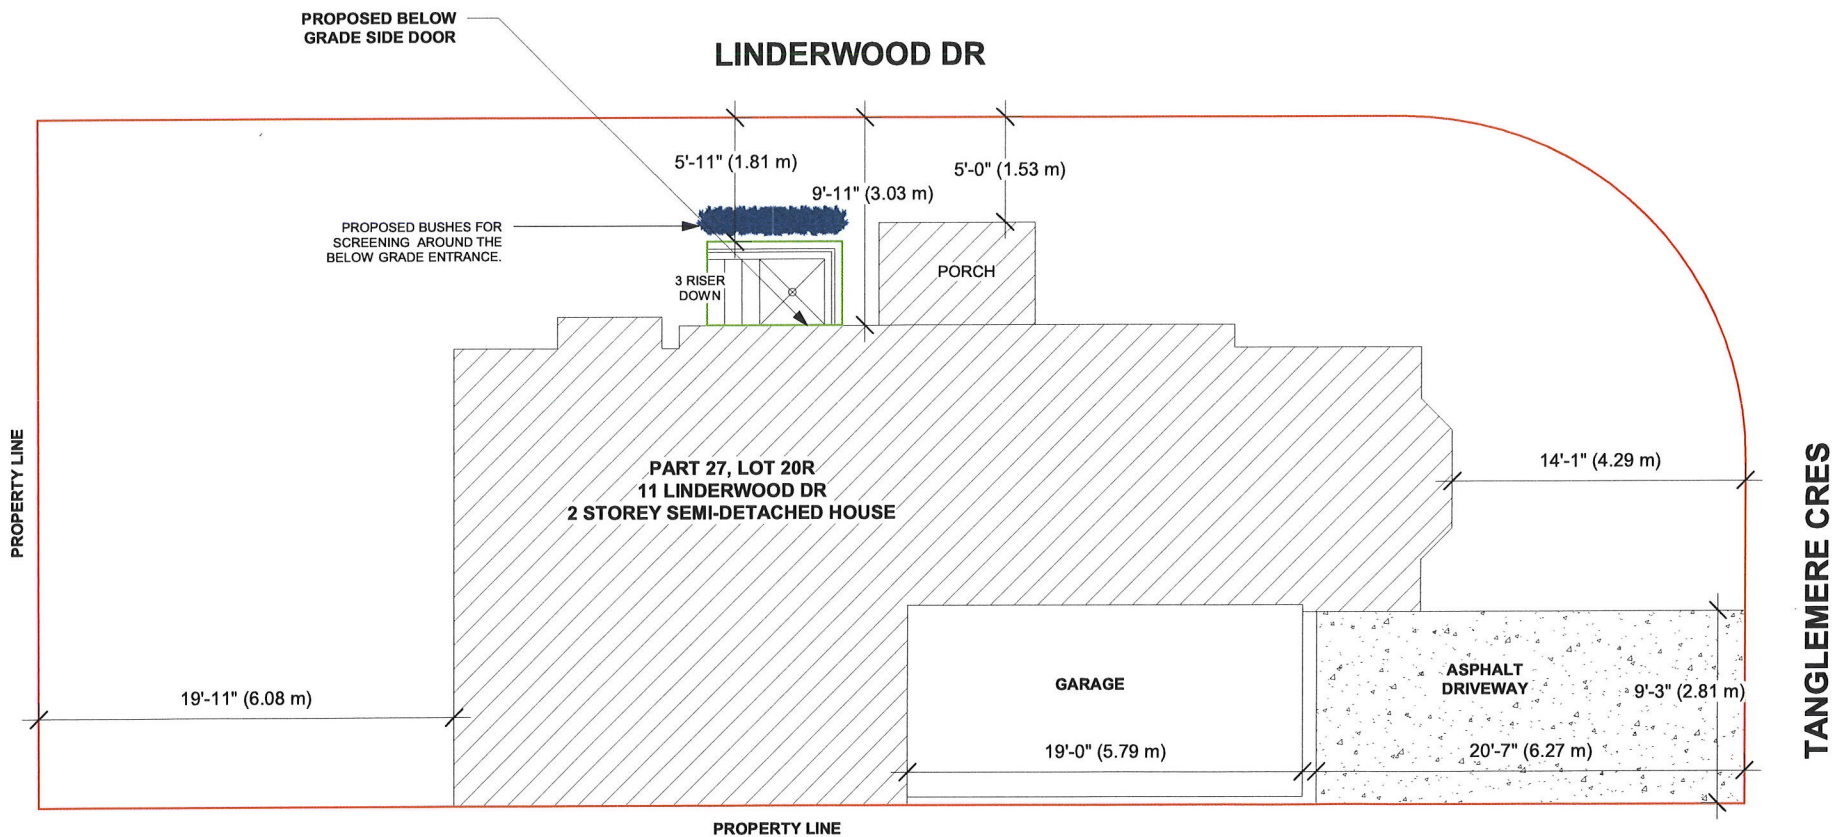 PROPOSED BELOW
GRADE SIDE DOOR
LINDERWOOD DR
5'-11" (1.81 m)
9'-11" (3.03 m)
5'-0" (1.53 m)
PROPOSED BUSHES FOR
SCREENING AROUND THE
BELOW GRADE ENTRANCE.
3 RISER
DOWN
PORCH
PROPERTY LINE
PART 27, LOT 20R
11 LINDERWOOD DR
2 STOREY SEMI-DETACHED HOUSE
14'-1" (4.29 m)
TANGLEMERE CRES
19'-11" (6.08 m)
GARAGE
19'-0" (5.79 m)
ASPHALT
DRIVEWAY
9'-3" (2.81 m)
20'-7" (6.27 m)
PROPERTY LINE